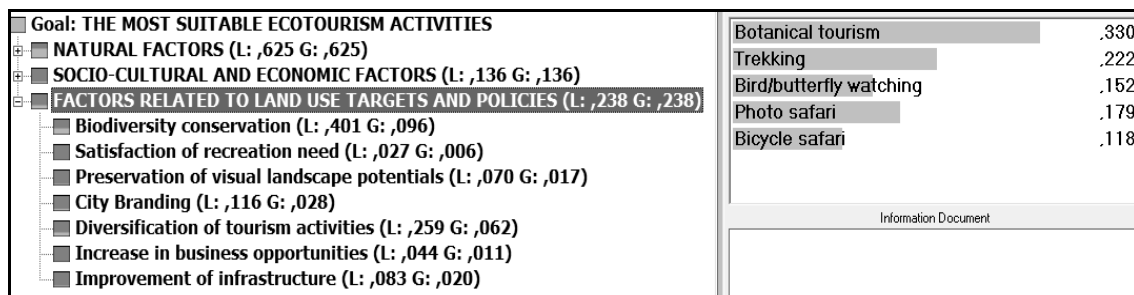 Goal: THE MOST SUITABLE ECOTOURISM ACTIVITIES
NATURAL FACTORS (L: ,625 G: ,625)
SOCIO-CULTURAL AND ECONOMIC FACTORS (L: ,136 G: ,136)
FACTORS RELATED TO LAND USE TARGETS AND POLICIES (L: ,238 G: ,238)
Biodiversity conservation (L: ,401 G: ,096)
Satisfaction of recreation need (L: ,027 G: ,006)
Preservation of visual landscape potentials (L: ,070 G: ,017)
City Branding (L: ,116 G: ,028)
Diversification of tourism activities (L: ,259 G: ,062)
Increase in business opportunities (L: ,044 G: ,011)
Improvement of infrastructure (L: ,083 G: ,020)
Botanical tourism ,330
Trekking ,222
Bird/butterfly watching ,152
Photo safari ,179
Bicycle safari ,118
Information Document